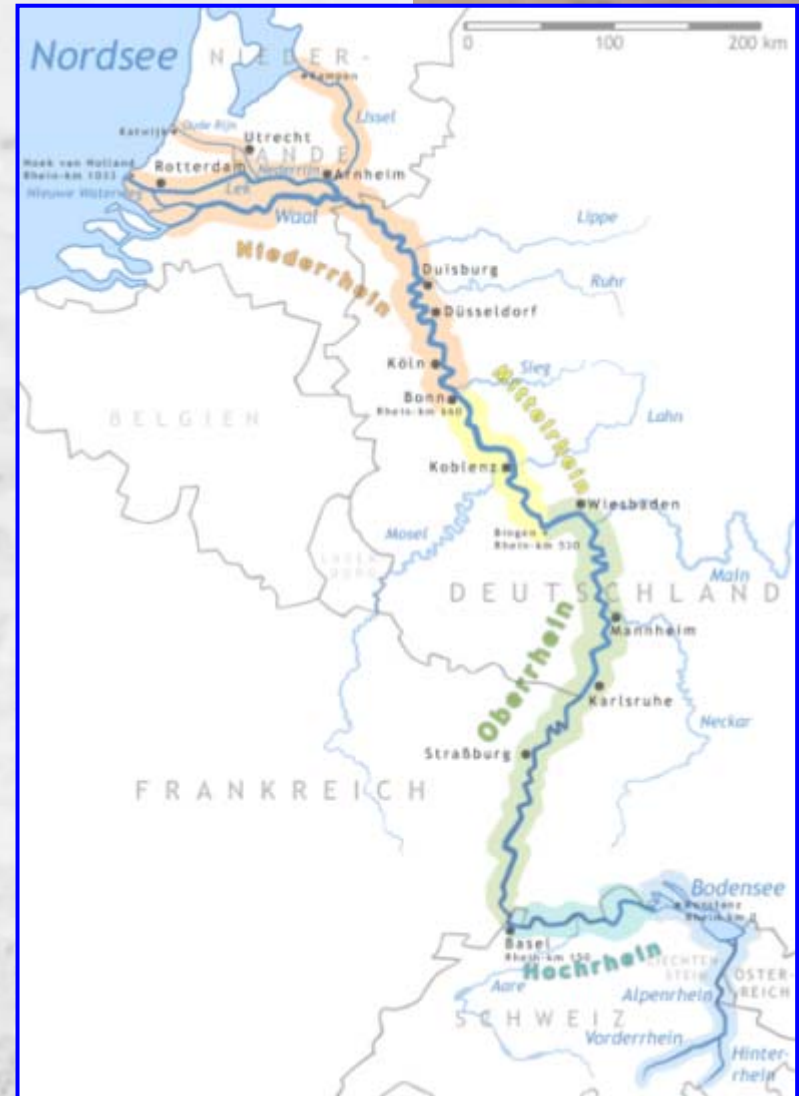 Nordsee
NIEDER-
0 100 200 km
Kampen
IJssel
Katwijk
Oude Rijn
Utrecht
LANDE
Hoek van Holland
Rhein-km 1033
Rotterdam
Nederrijn
Arnheim
Nieuwe Waterweg
Lek
Waal
Lippe
Niederrhein
Duisburg
Ruhr
Düsseldorf
Köln
Sieg
Mittelrhein
Bonn
Rhein-km 660
BELGIEN
Lahn
Koblenz
Wiesbaden
Mosel
Bingen
Rhein-km 530
LUXEM-
BURG
Main
DEUTSCHLAND
Mannheim
Oberrhein
Karlsruhe
Neckar
Straßburg
FRANKREICH
Bodensee
Konstanz
Rhein-km 0
Basel
Rhein-km 150
Hochrhein
LIECHTEN
STEIN
ÖSTER-
REICH
Aare
Alpenrhein
SCHWEIZ
Vorderrhein
Hinter-
rhein